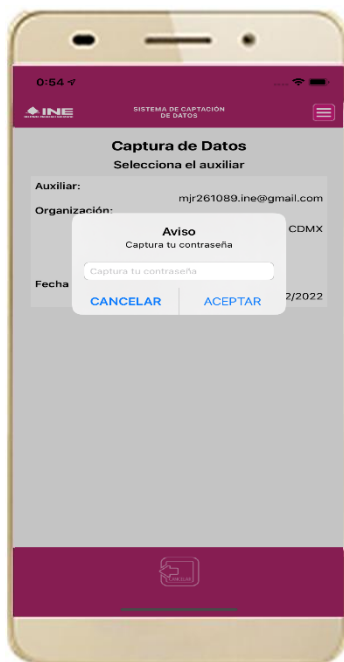 0:54
INE
SISTEMA DE CAPTACIÓN
DE DATOS
Captura de Datos
Selecciona el auxiliar
Auxiliar:
mjr261089.ine@gmail.com
Organización:
CDMX
Aviso
Captura tu contraseña
Captura tu contraseña
Fecha
2/2022
CANCELAR ACEPTAR